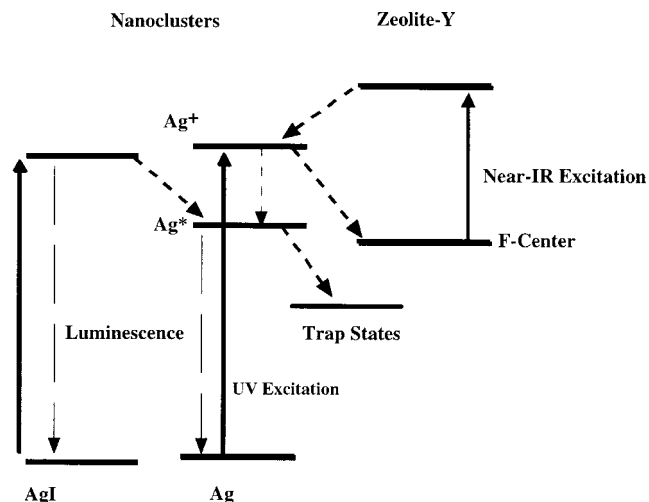 Nanoclusters
Zeolite-Y
Ag+
Near-IR Excitation
Ag*
F-Center
Luminescence
Trap States
UV Excitation
AgI
Ag